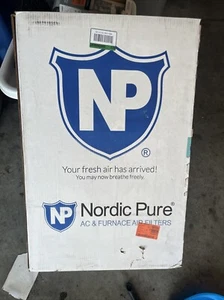 NP
®
Your fresh air has arrived!
You may now breathe freely.
NP Nordic Pure®
AC & FURNACE AIR FILTERS